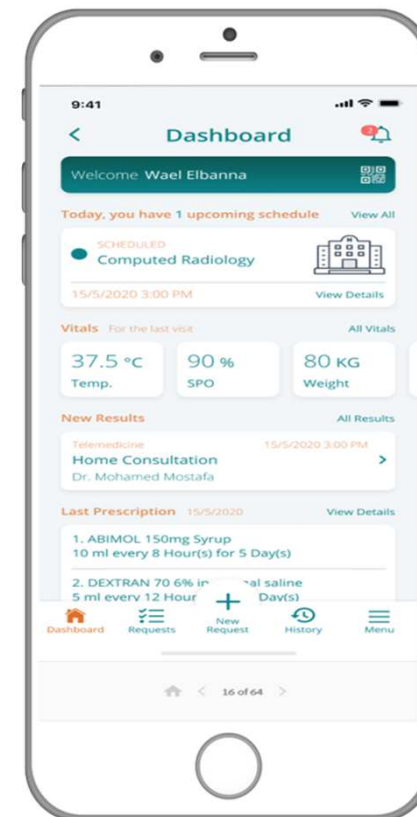 9:41
Dashboard
2
Welcome Wael Elbanna
Today, you have 1 upcoming schedule View All
SCHEDULED
Computed Radiology
15/5/2020 3:00 PM View Details
Vitals For the last visit All Vitals
37.5 °C 90 % 80 KG
Temp. SPO Weight
New Results All Results
Telemedicine 15/5/2020 3:00 PM
Home Consultation
Dr. Mohamed Mostafa
Last Prescription 15/5/2020 View Details
1. ABIMOL 150mg Syrup
10 ml every 8 Hour(s) for 5 Day(s)
2. DEXTRAN 70 6% in saline
5 ml every 12 Hour Day(s)
Dashboard Requests New Request History Menu
16 of 64